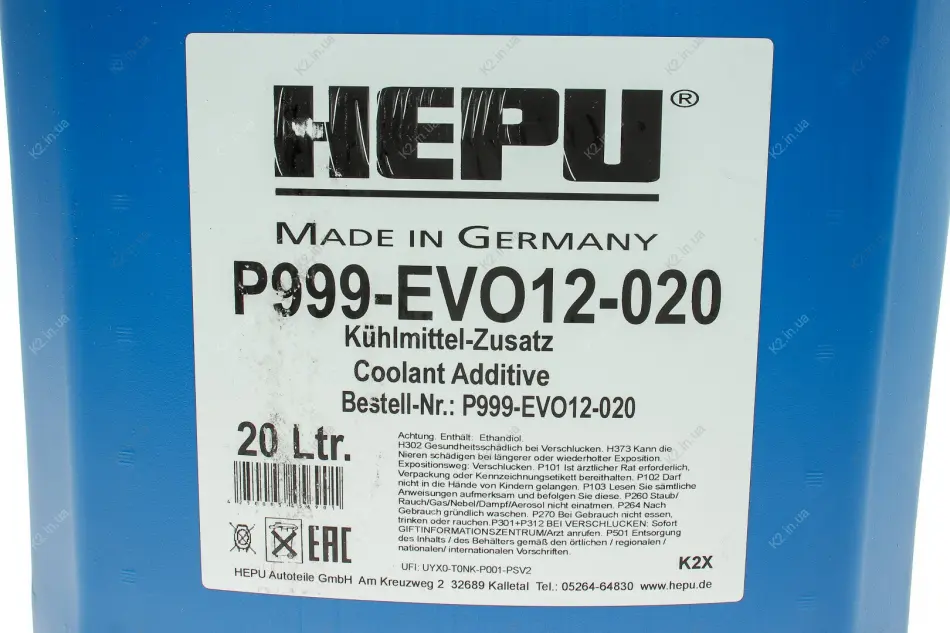 HEPU®
MADE IN GERMANY
P999-EVO12-020
Kühlmittel-Zusatz
Coolant Additive
Bestell-Nr.: P999-EVO12-020
20 Ltr.
Achtung. Enthält: Ethandiol.
H302 Gesundheitsschädlich bei Verschlucken. H373 Kann die
Nieren schädigen bei längerer oder wiederholter Exposition.
Expositionsweg: Verschlucken. P101 Ist ärztlicher Rat erforderlich,
Verpackung oder Kennzeichnungsetikett bereithalten. P102 Darf
nicht in die Hände von Kindern gelangen. P103 Lesen Sie sämtliche
Anweisungen aufmerksam und befolgen Sie diese. P260 Staub/
Rauch/Gas/Nebel/Dampf/Aerosol nicht einatmen. P264 Nach
Gebrauch gründlich waschen. P270 Bei Gebrauch nicht essen,
trinken oder rauchen.P301+P312 BEI VERSCHLUCKEN: Sofort
GIFTINFORMATIONSZENTRUM/Arzt anrufen. P501 Entsorgung
des Inhalts / des Behälters gemäß den örtlichen / regionalen /
nationalen/ internationalen Vorschriften.
EAC
UFI: UYX0-T0NK-P001-PSV2
K2X
HEPU Autoteile GmbH Am Kreuzweg 2 32689 Kalletal Tel.: 05264-64830 www.hepu.de
K2.in.ua